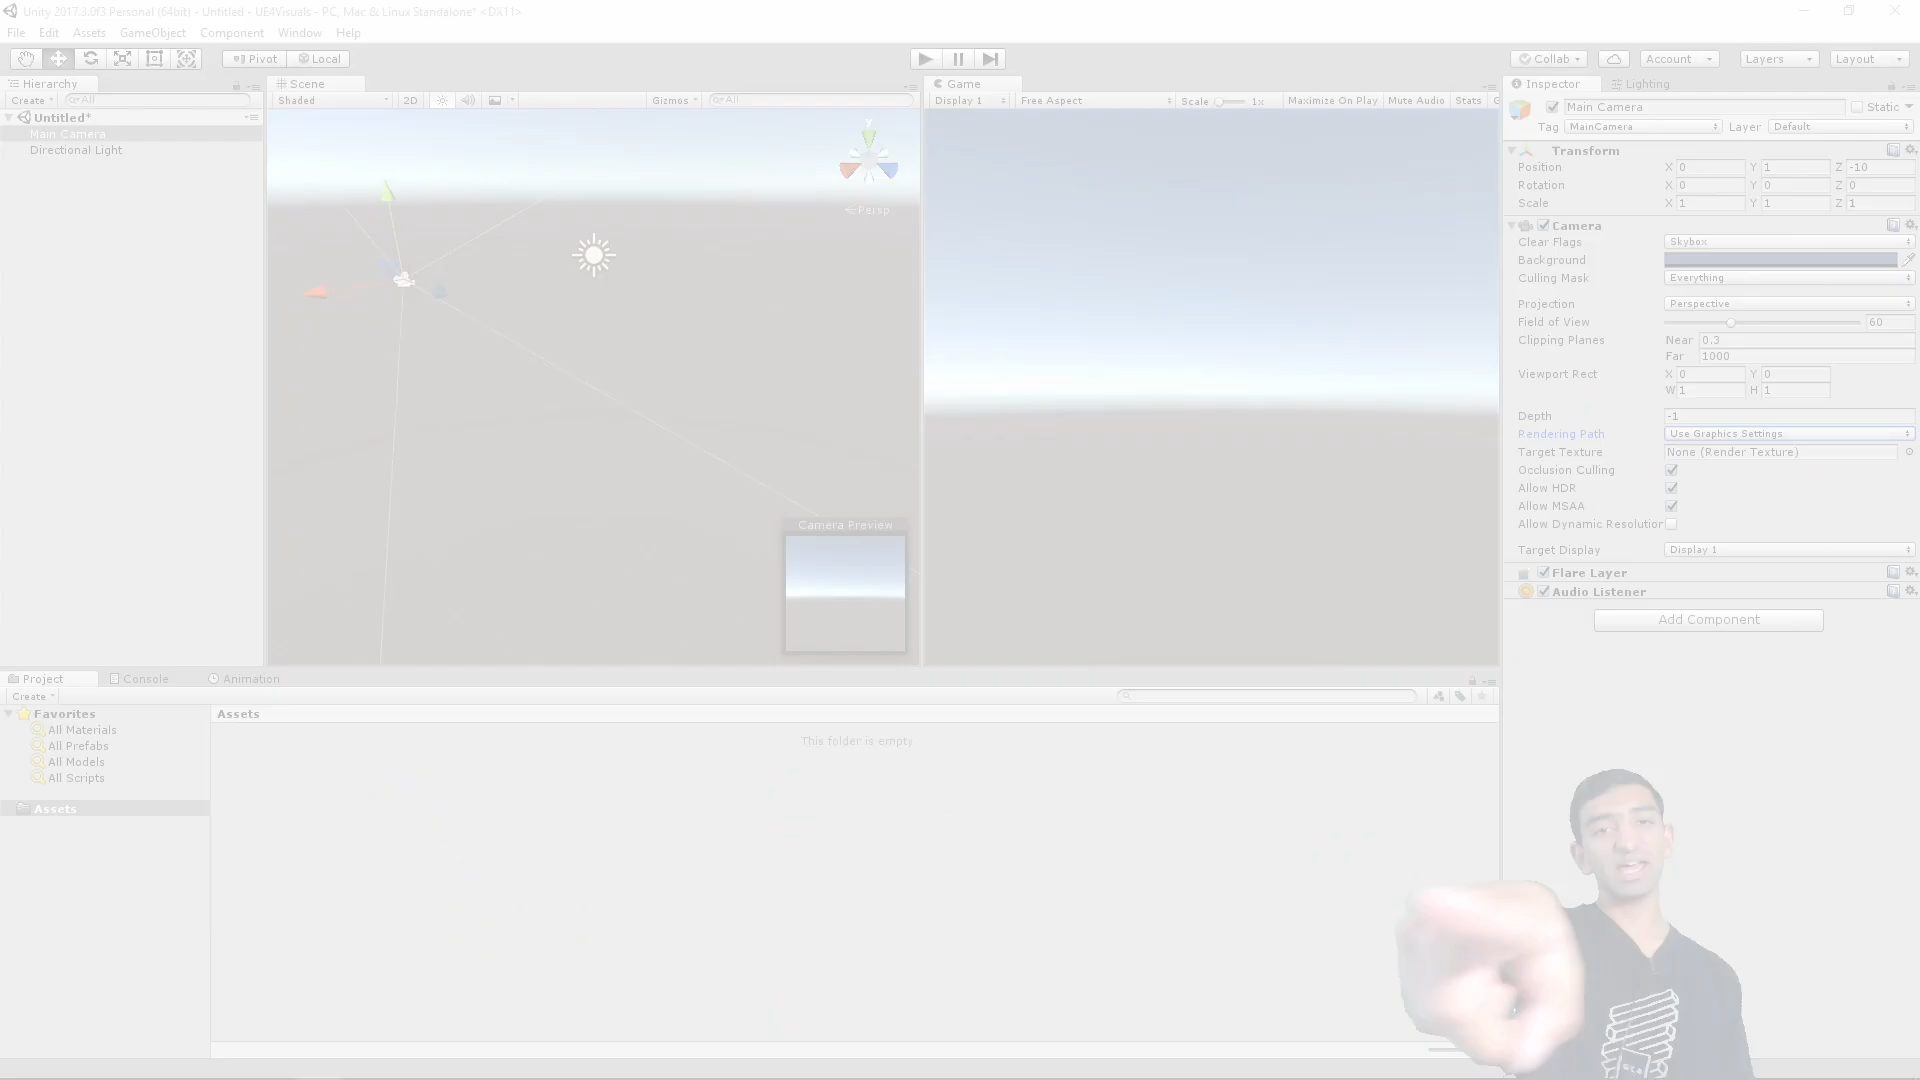 Unity 2017.3.0f3 Personal (64bit) - Untitled - UE4Visuals - PC, Mac & Linux Standalone* <DX11>
File Edit Assets GameObject Component Window Help
Pivot Local Collab Account Layers Layout
Hierarchy
Create All
Untitled*
Main Camera
Directional Light
Scene
Shaded 2D Gizmos All
y
Persp
Camera Preview
Game
Display 1 Free Aspect Scale 1x Maximize On Play Mute Audio Stats G
Inspector Lighting
Main Camera Static
Tag MainCamera Layer Default
Transform
Position X 0 Y 1 Z -10
Rotation X 0 Y 0 Z 0
Scale X 1 Y 1 Z 1
Camera
Clear Flags Skybox
Background
Culling Mask Everything
Projection Perspective
Field of View 60
Clipping Planes Near 0.3
Far 1000
Viewport Rect X 0 Y 0
W 1 H 1
Depth -1
Rendering Path Use Graphics Settings
Target Texture None (Render Texture)
Occlusion Culling
Allow HDR
Allow MSAA
Allow Dynamic Resolution
Target Display Display 1
Flare Layer
Audio Listener
Add Component
Project Console Animation
Create
Favorites
All Materials
All Prefabs
All Models
All Scripts
Assets
Assets
This folder is empty